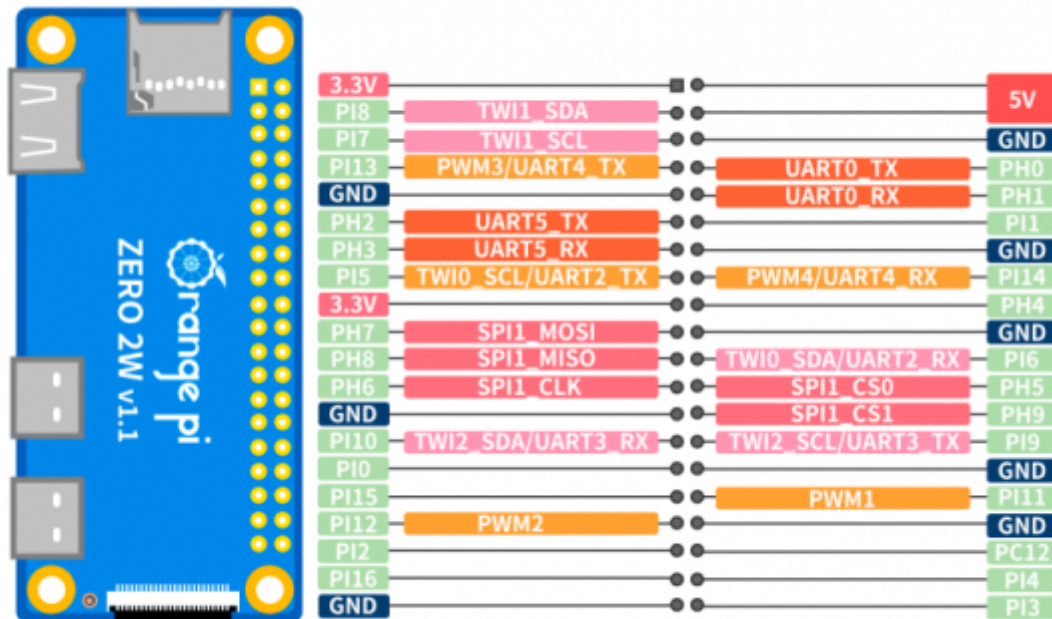 Orange pi
ZERO 2W v1.1
3.3V 5V
PI8 TWI1_SDA
PI7 TWI1_SCL GND
PI13 PWM3/UART4_TX UART0_TX PH0
GND UART0_RX PH1
PH2 UART5_TX PI1
PH3 UART5_RX GND
PI5 TWI0_SCL/UART2_TX PWM4/UART4_RX PI14
3.3V PH4
PH7 SPI1_MOSI GND
PH8 SPI1_MISO TWI0_SDA/UART2_RX PI6
PH6 SPI1_CLK SPI1_CS0 PH5
GND SPI1_CS1 PH9
PI10 TWI2_SDA/UART3_RX TWI2_SCL/UART3_TX PI9
PI0 GND
PI15 PWM1 PI11
PI12 PWM2 GND
PI2 PC12
PI16 PI4
GND PI3